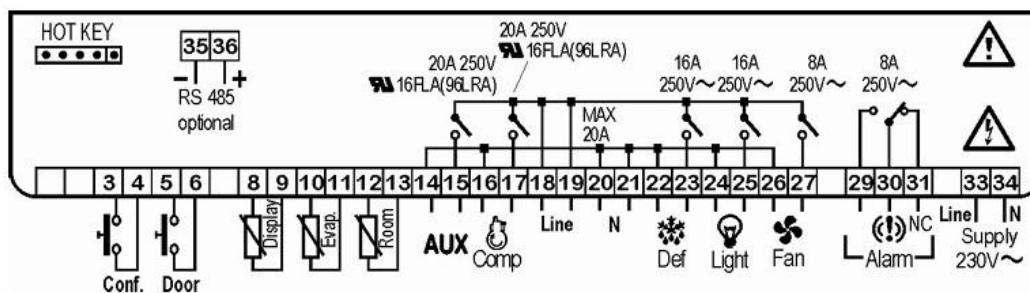 HOT KEY
35 36
– +
RS 485
optional
20A 250V
16FLA(96LRA)
20A 250V
16FLA(96LRA)
16A
250V~
16A
250V~
8A
250V~
8A
250V~
MAX
20A
3 4 5 6 8 9 10 11 12 13 14 15 16 17 18 19 20 21 22 23 24 25 26 27 29 30 31 33 34
Display
Evap.
Room
Conf.
Door
AUX
Comp
Line
N
Def
Light
Fan
NC
Alarm
Line N
Supply
230V~